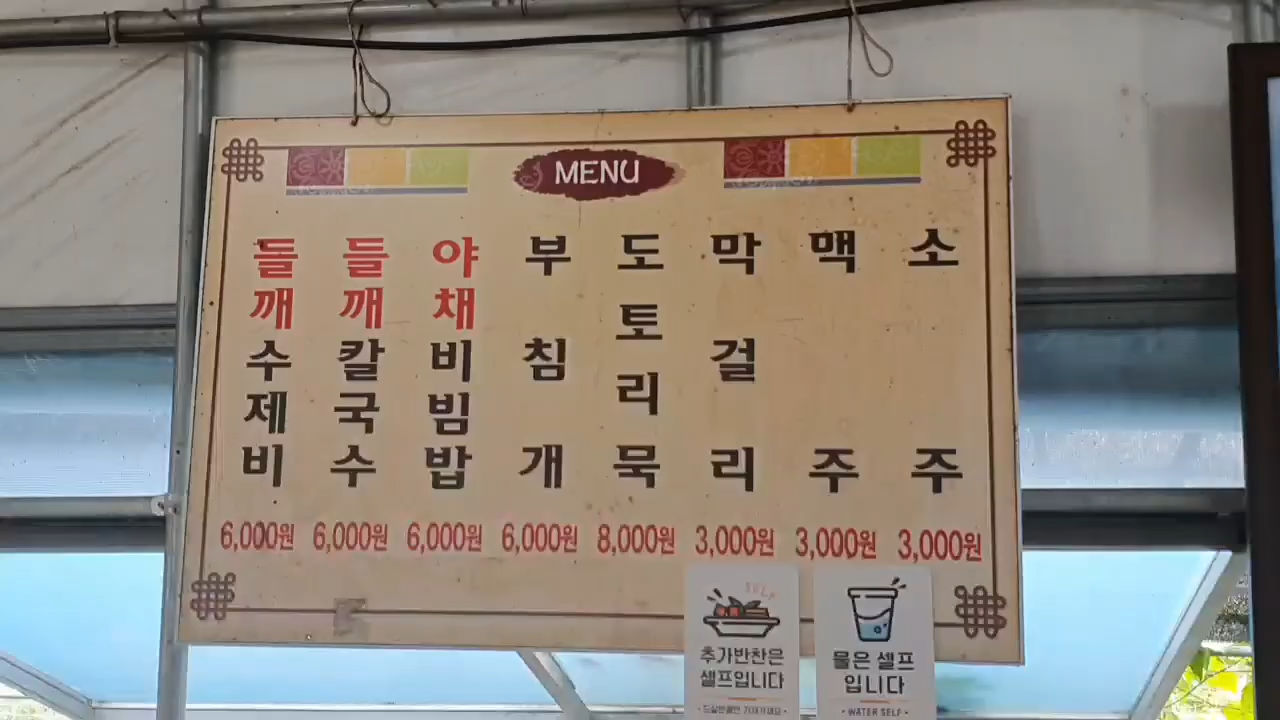 MENU
들깨수제비 6,000원
들깨칼국수 6,000원
야채비빔밥 6,000원
부침개 6,000원
도토리묵 8,000원
막걸리 3,000원
맥주 3,000원
소주 3,000원
SELF
추가반찬은
셀프입니다
물은 셀프
입니다
• WATER SELF •